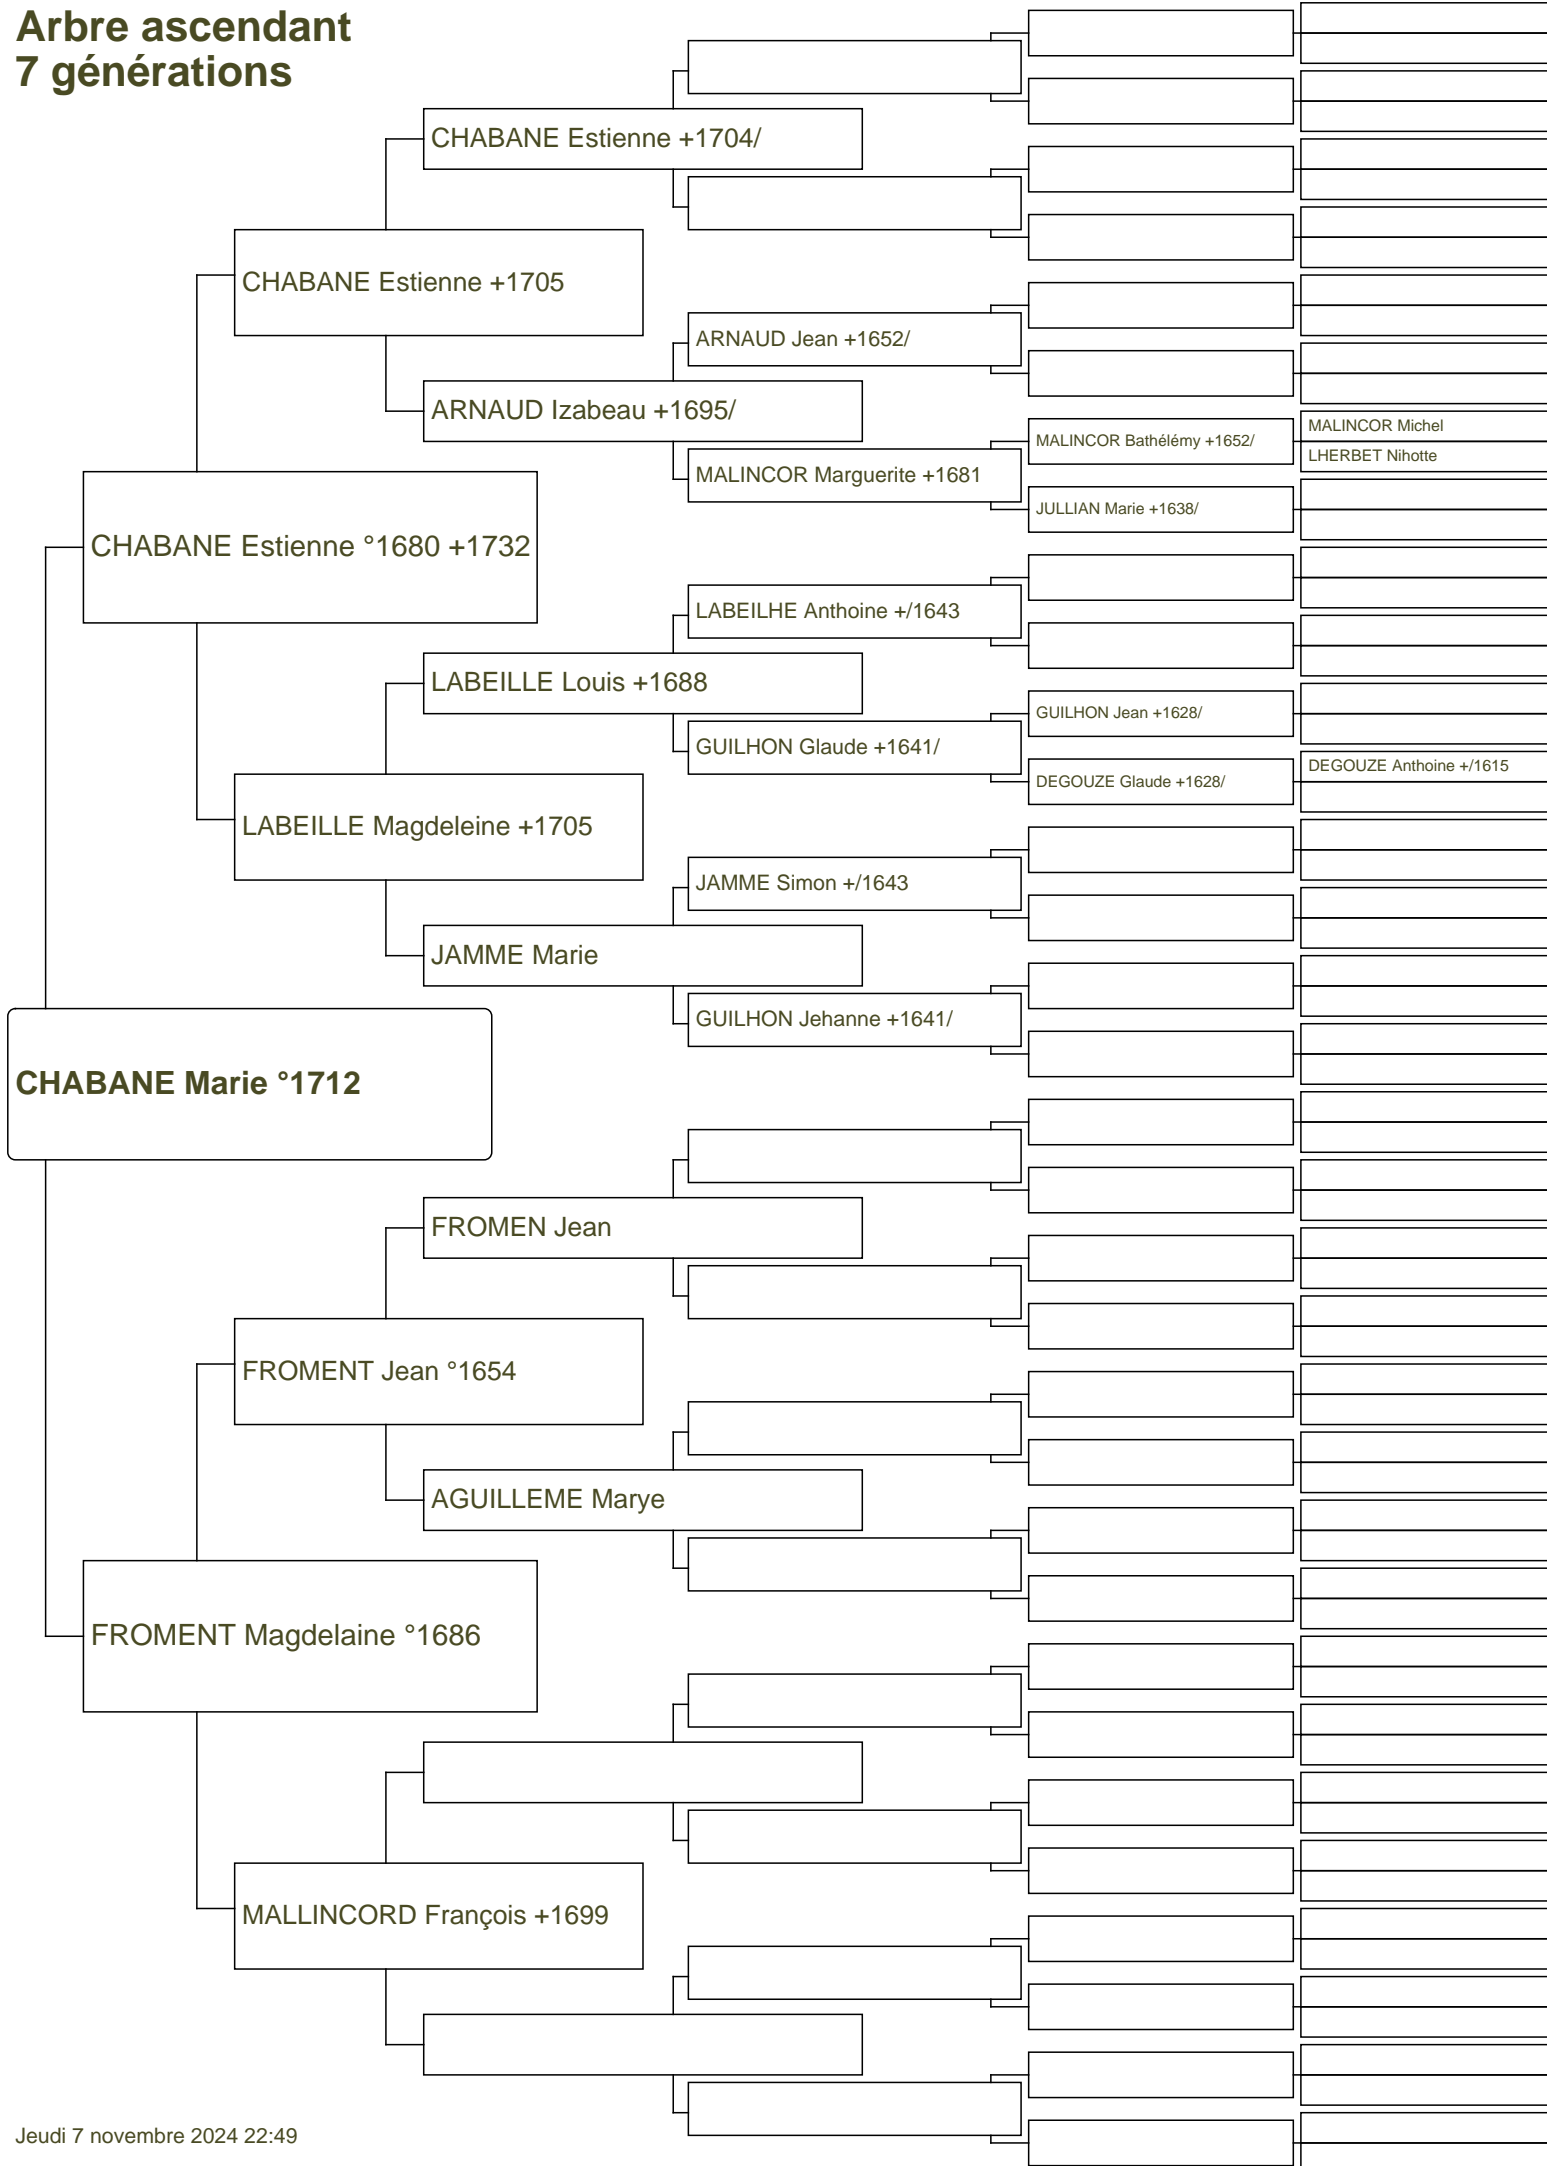 Arbre ascendant
7 générations
CHABANE Estienne +1704/
CHABANE Estienne +1705
ARNAUD Jean +1652/
ARNAUD Izabeau +1695/
MALINCOR Michel
MALINCOR Bathélémy +1652/
LHERBET Nihotte
MALINCOR Marguerite +1681
JULLIAN Marie +1638/
CHABANE Estienne °1680 +1732
LABEILHE Anthoine +/1643
LABEILLE Louis +1688
GUILHON Jean +1628/
GUILHON Glaude +1641/
DEGOUZE Anthoine +/1615
DEGOUZE Glaude +1628/
LABEILLE Magdeleine +1705
JAMME Simon +/1643
JAMME Marie
GUILHON Jehanne +1641/
CHABANE Marie °1712
FROMEN Jean
FROMENT Jean °1654
AGUILLEME Marye
FROMENT Magdelaine °1686
MALLINCORD François +1699
Jeudi 7 novembre 2024 22:49